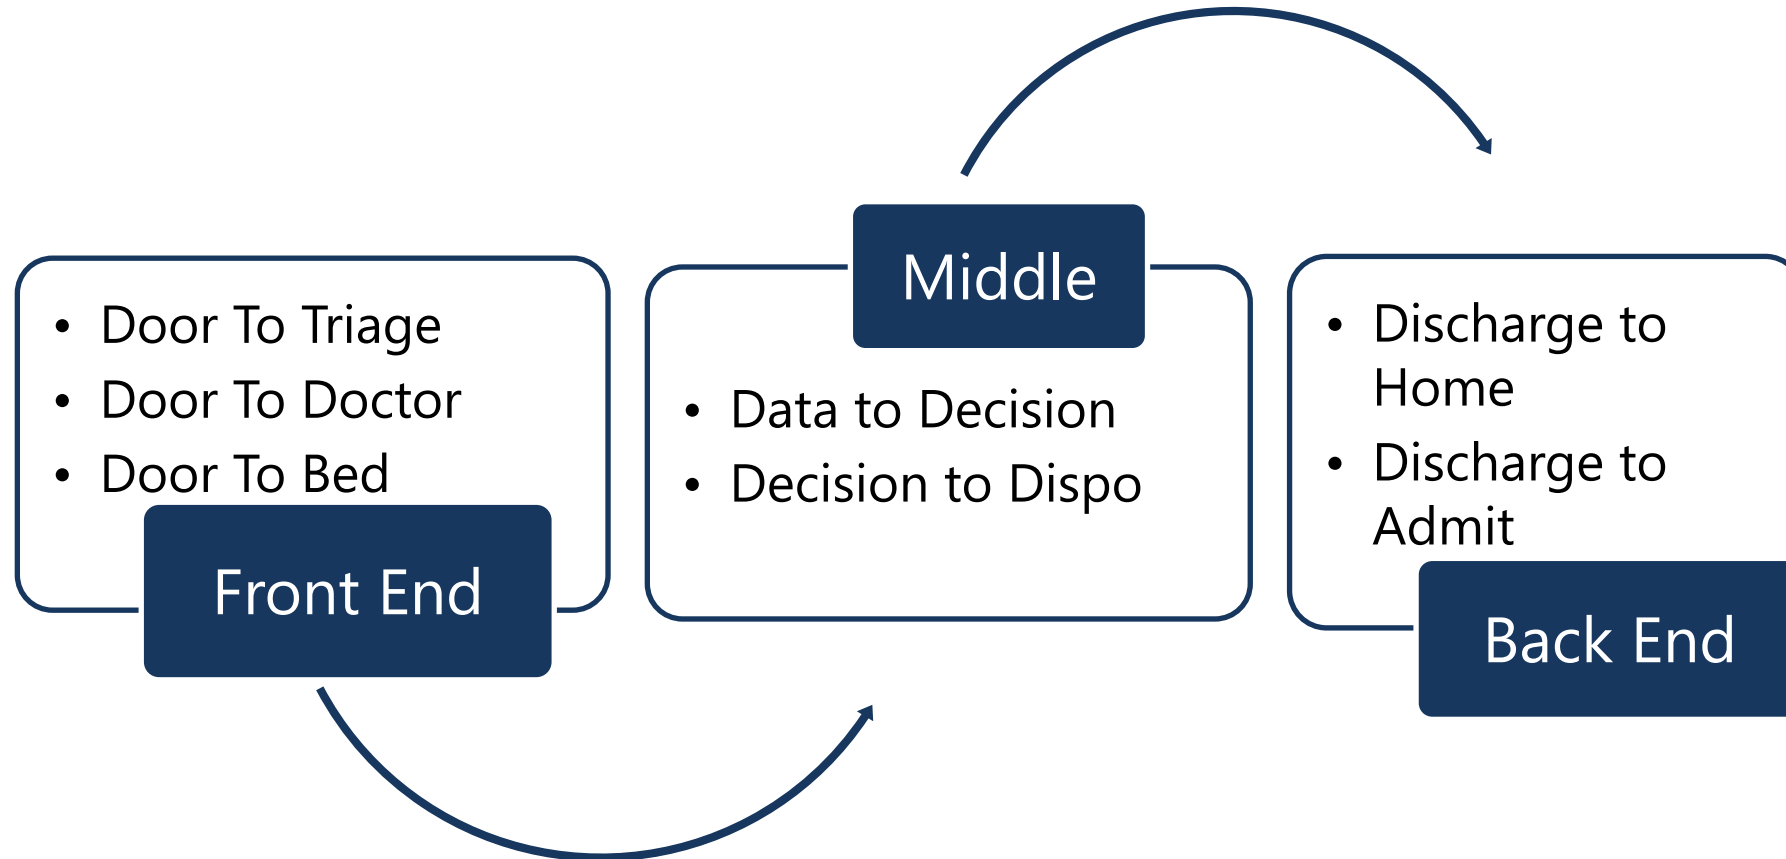 • Door To Triage
• Door To Doctor
• Door To Bed
Front End
Middle
• Data to Decision
• Decision to Dispo
• Discharge to
Home
• Discharge to
Admit
Back End